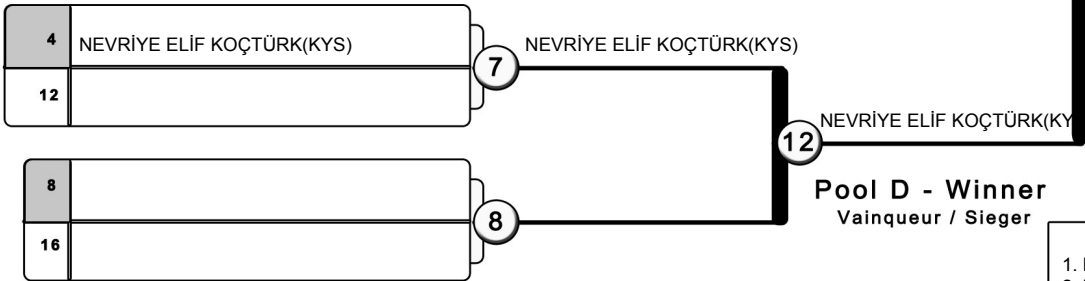 4 NEVRİYE ELİF KOÇTÜRK(KYS)
NEVRİYE ELİF KOÇTÜRK(KYS)
7
12
NEVRİYE ELİF KOÇTÜRK(KY
12
Pool D - Winner
Vainqueur / Sieger
8
8
16
1.